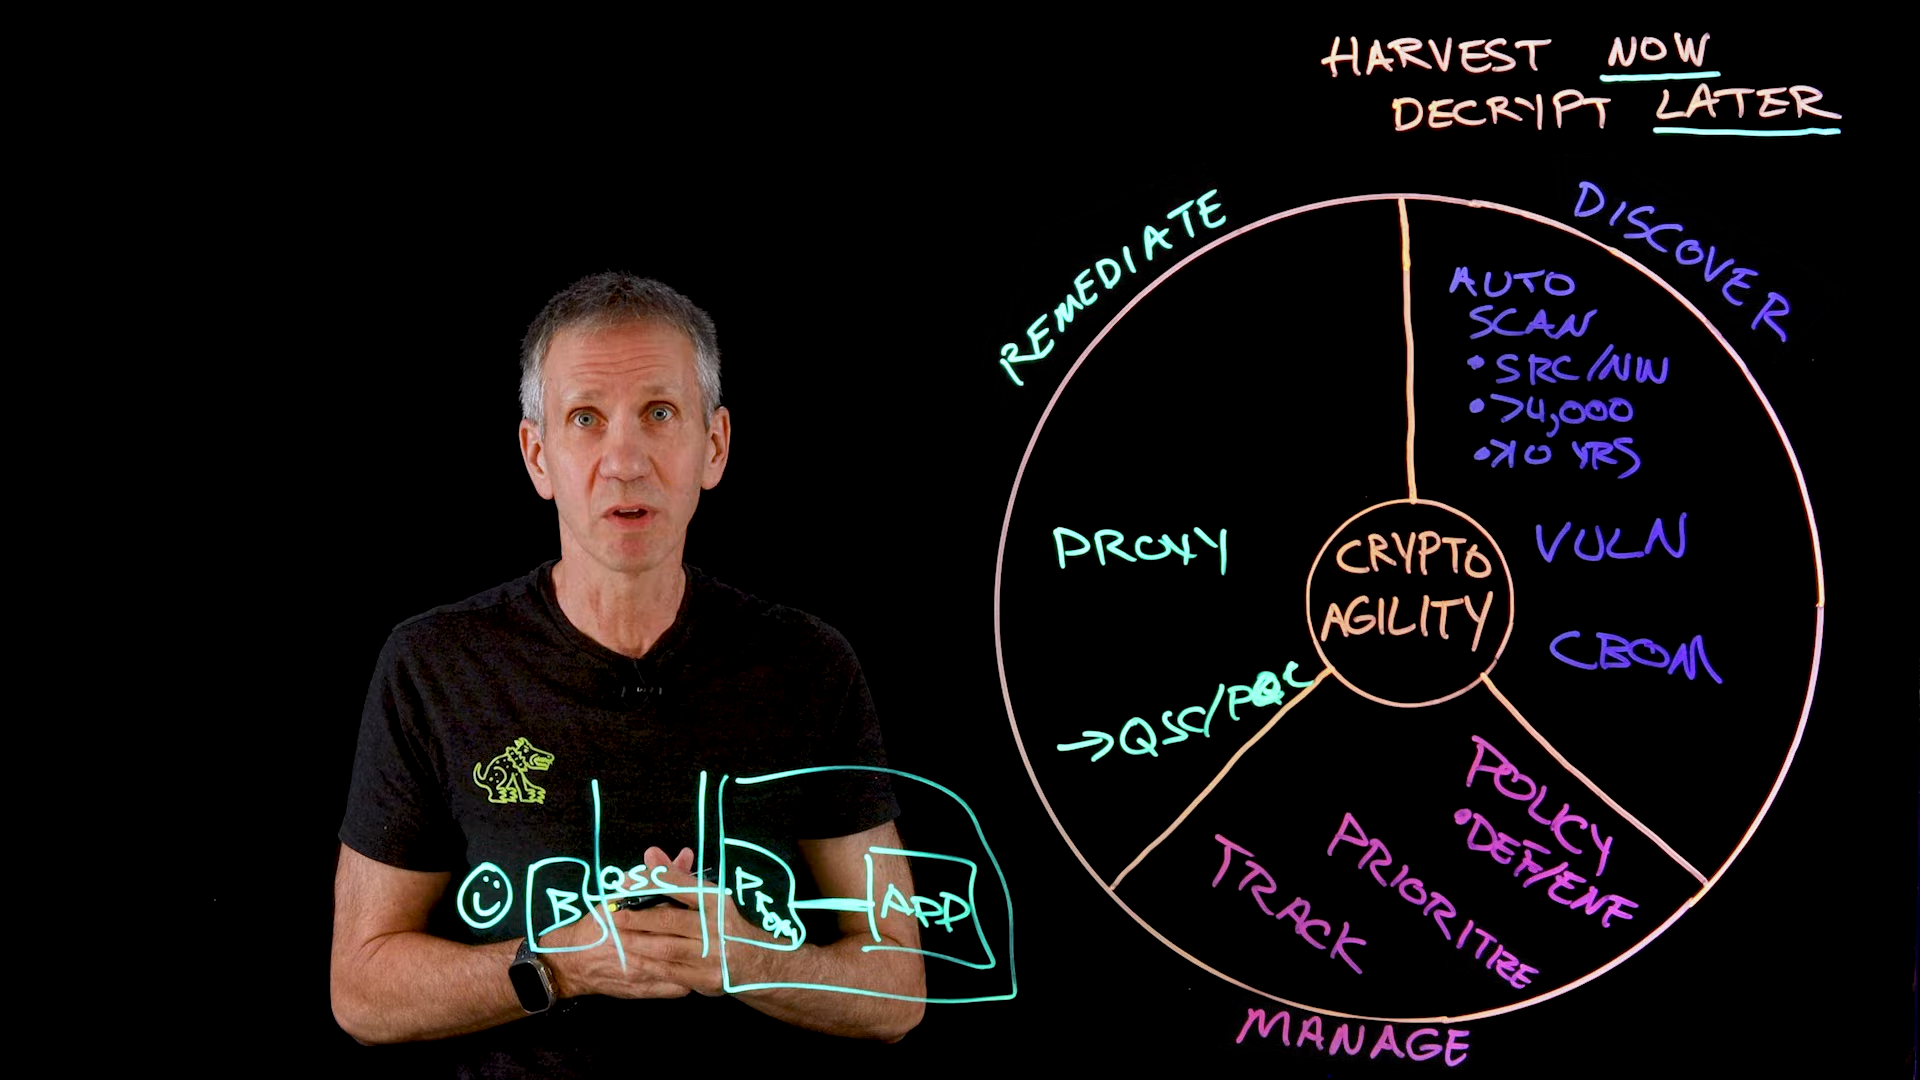 HARVEST NOW
DECRYPT LATER
REMEDIATE
DISCOVER
AUTO
SCAN
• SRC/NW
• >4,000
• >10 YRS
VULN
CBOM
CRYPTO
AGILITY
PROXY
→QSC/PQC
POLICY
• DEF/ENF
PRIORITIZE
TRACK
MANAGE
B
QSC
PROXY
APP